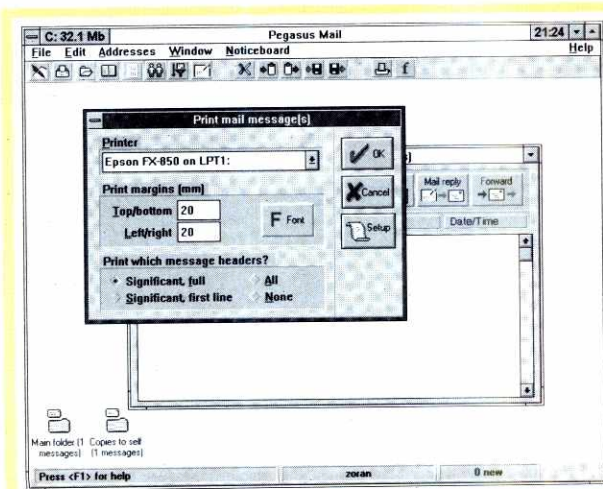 C: 32.1 Mb
Pegasus Mail
21:24
File Edit Addresses Window Noticeboard Help
Print mail message(s)
Printer
Epson FX-850 on LPT1:
Print margins (mm)
Top/bottom 20
Left/right 20
F Font
Print which message headers?
Significant, full
All
Significant, first line
None
OK
Cancel
Setup
Mail reply
Forward
Date/Time
Main folder (1 messages)
Copies to self (1 messages)
Press <F1> for help
zoran
0 new